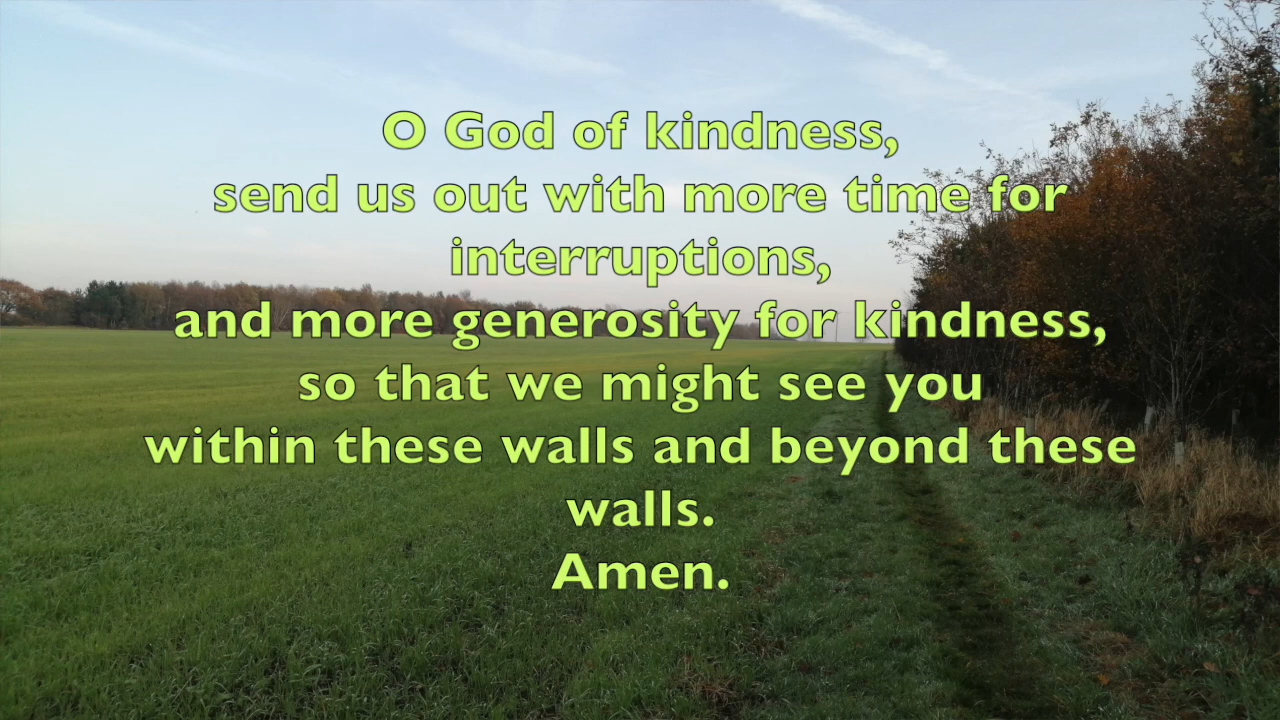 O God of kindness,
send us out with more time for
interruptions,
and more generosity for kindness,
so that we might see you
within these walls and beyond these
walls.
Amen.